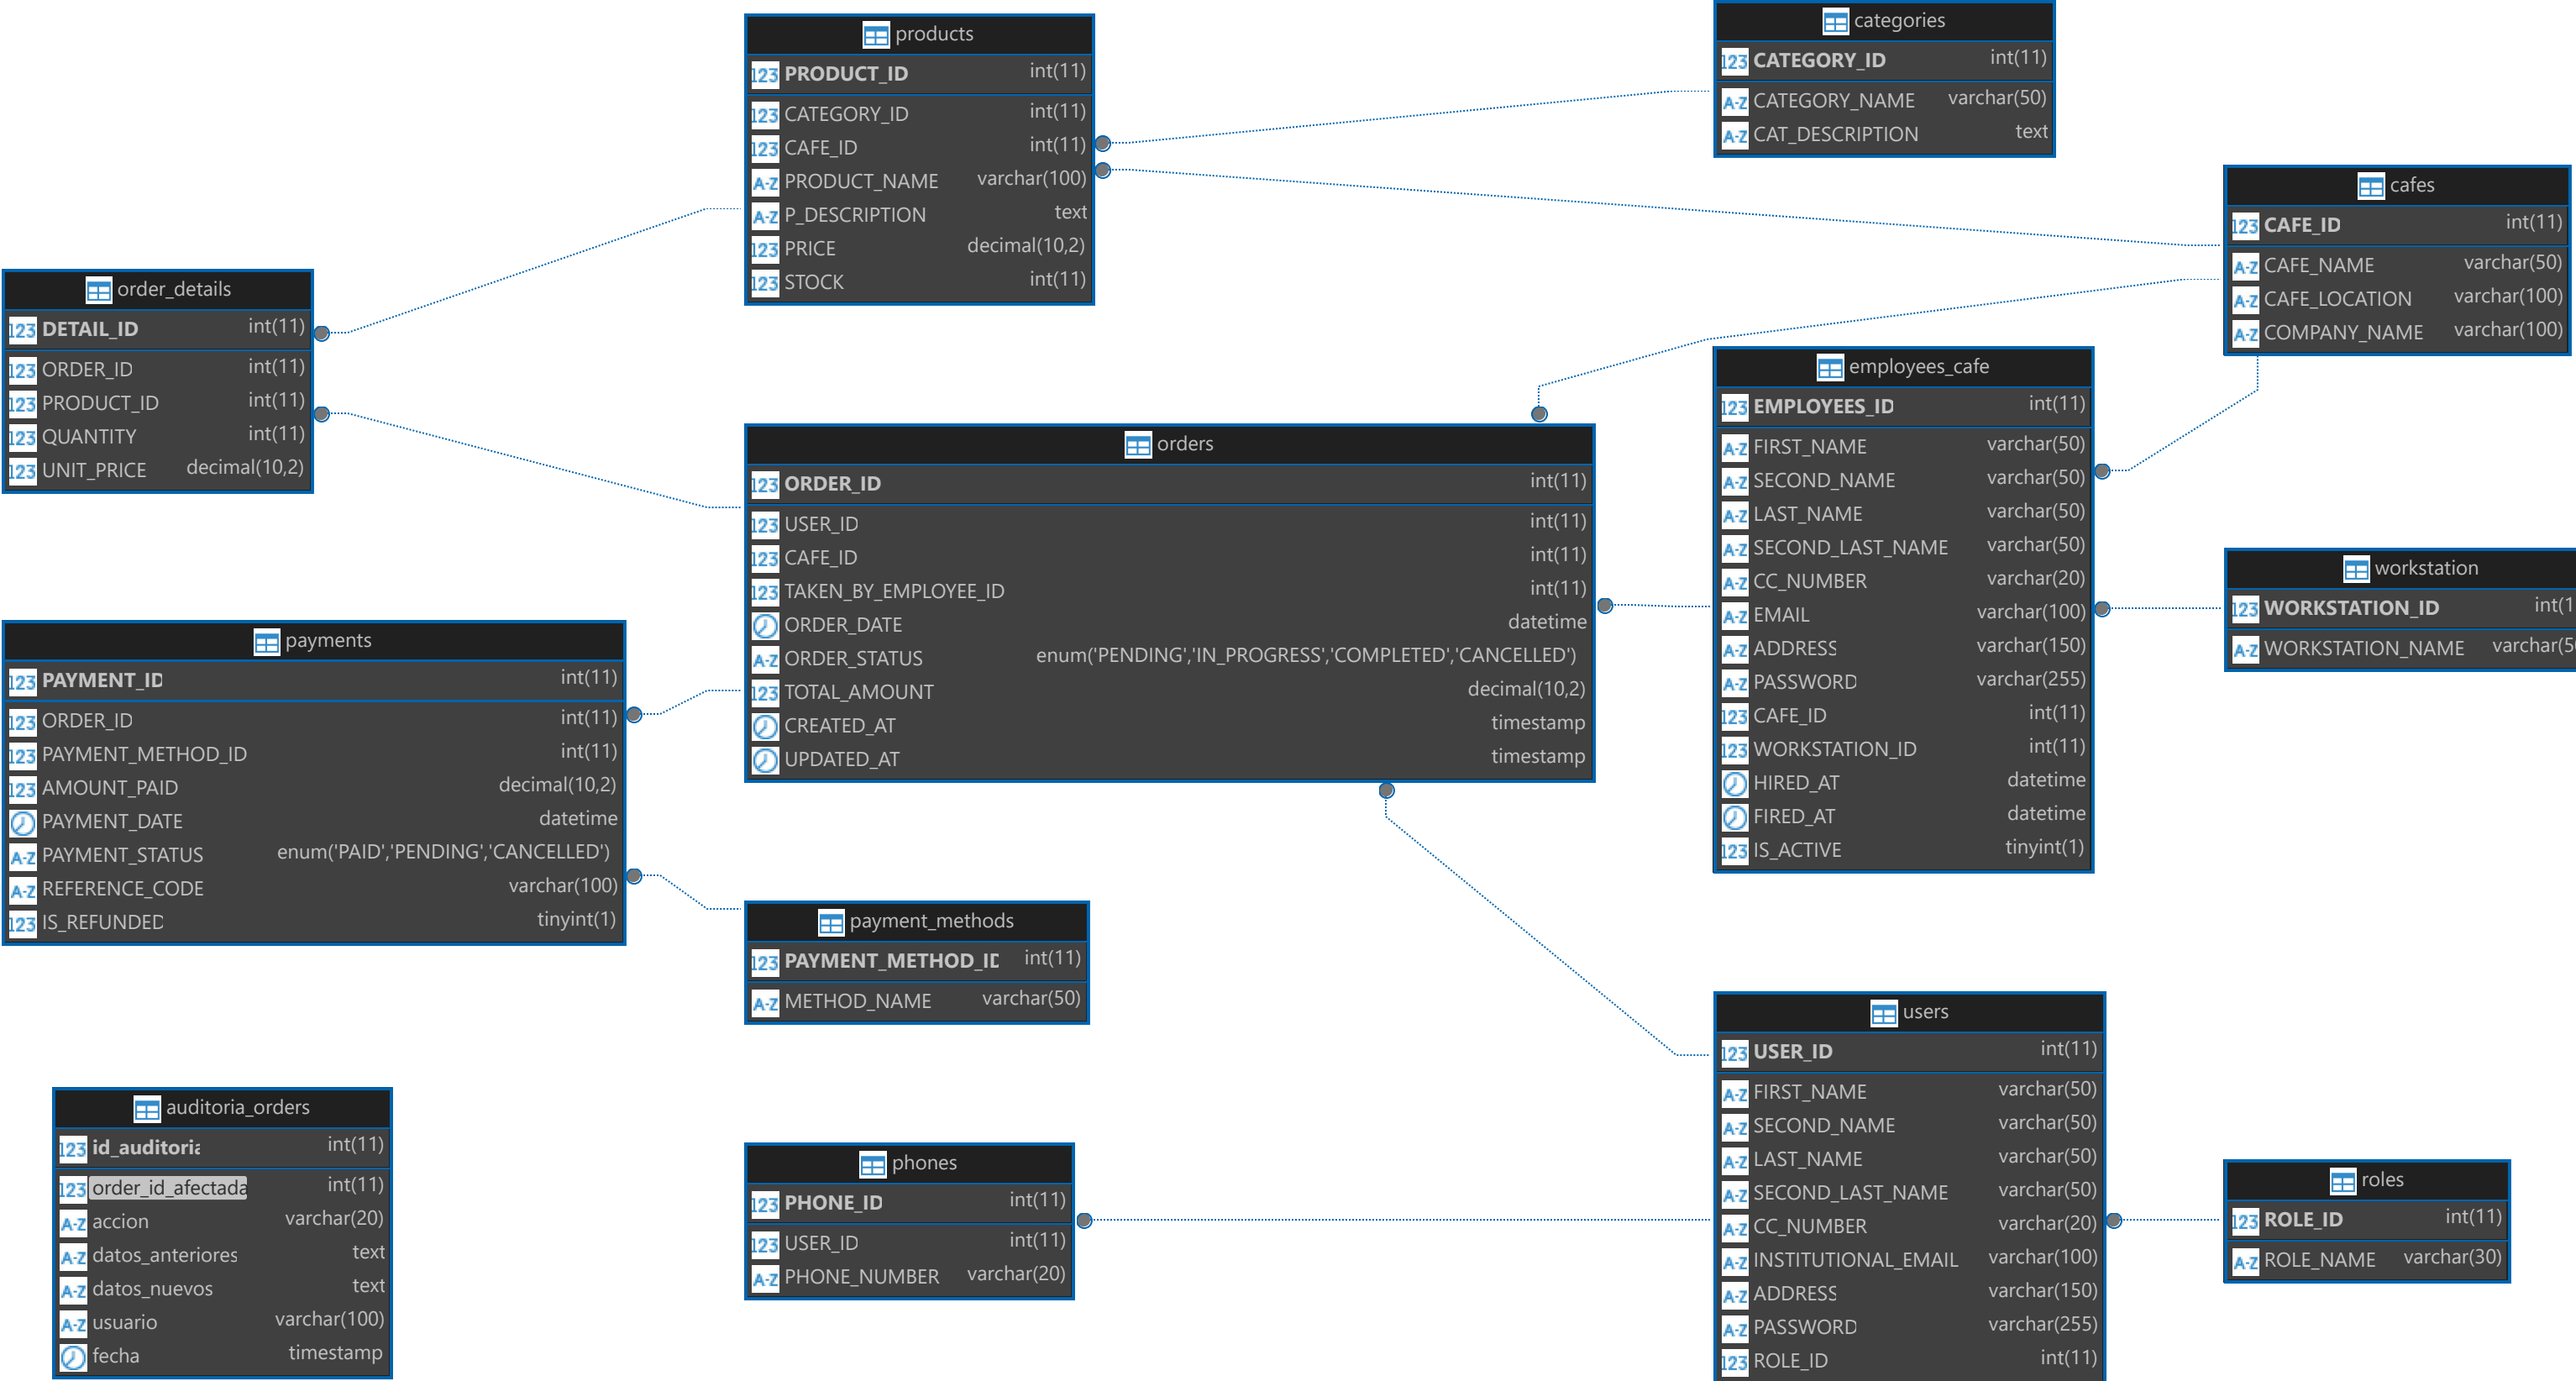 products
PRODUCT_ID int(11)
CATEGORY_ID int(11)
CAFE_ID int(11)
PRODUCT_NAME varchar(100)
P_DESCRIPTION text
PRICE decimal(10,2)
STOCK int(11)
categories
CATEGORY_ID int(11)
CATEGORY_NAME varchar(50)
CAT_DESCRIPTION text
cafes
CAFE_ID int(11)
CAFE_NAME varchar(50)
CAFE_LOCATION varchar(100)
COMPANY_NAME varchar(100)
order_details
DETAIL_ID int(11)
ORDER_ID int(11)
PRODUCT_ID int(11)
QUANTITY int(11)
UNIT_PRICE decimal(10,2)
orders
ORDER_ID int(11)
USER_ID int(11)
CAFE_ID int(11)
TAKEN_BY_EMPLOYEE_ID int(11)
ORDER_DATE datetime
ORDER_STATUS enum('PENDING','IN_PROGRESS','COMPLETED','CANCELLED')
TOTAL_AMOUNT decimal(10,2)
CREATED_AT timestamp
UPDATED_AT timestamp
employees_cafe
EMPLOYEES_ID int(11)
FIRST_NAME varchar(50)
SECOND_NAME varchar(50)
LAST_NAME varchar(50)
SECOND_LAST_NAME varchar(50)
CC_NUMBER varchar(20)
EMAIL varchar(100)
ADDRESS varchar(150)
PASSWORD varchar(255)
CAFE_ID int(11)
WORKSTATION_ID int(11)
HIRED_AT datetime
FIRED_AT datetime
IS_ACTIVE tinyint(1)
workstation
WORKSTATION_ID int(1
WORKSTATION_NAME varchar(5
payments
PAYMENT_ID int(11)
ORDER_ID int(11)
PAYMENT_METHOD_ID int(11)
AMOUNT_PAID decimal(10,2)
PAYMENT_DATE datetime
PAYMENT_STATUS enum('PAID','PENDING','CANCELLED')
REFERENCE_CODE varchar(100)
IS_REFUNDED tinyint(1)
payment_methods
PAYMENT_METHOD_ID int(11)
METHOD_NAME varchar(50)
users
USER_ID int(11)
FIRST_NAME varchar(50)
SECOND_NAME varchar(50)
LAST_NAME varchar(50)
SECOND_LAST_NAME varchar(50)
CC_NUMBER varchar(20)
INSTITUTIONAL_EMAIL varchar(100)
ADDRESS varchar(150)
PASSWORD varchar(255)
ROLE_ID int(11)
auditoria_orders
id_auditoria int(11)
order_id_afectada int(11)
accion varchar(20)
datos_anteriores text
datos_nuevos text
usuario varchar(100)
fecha timestamp
phones
PHONE_ID int(11)
USER_ID int(11)
PHONE_NUMBER varchar(20)
roles
ROLE_ID int(11)
ROLE_NAME varchar(30)